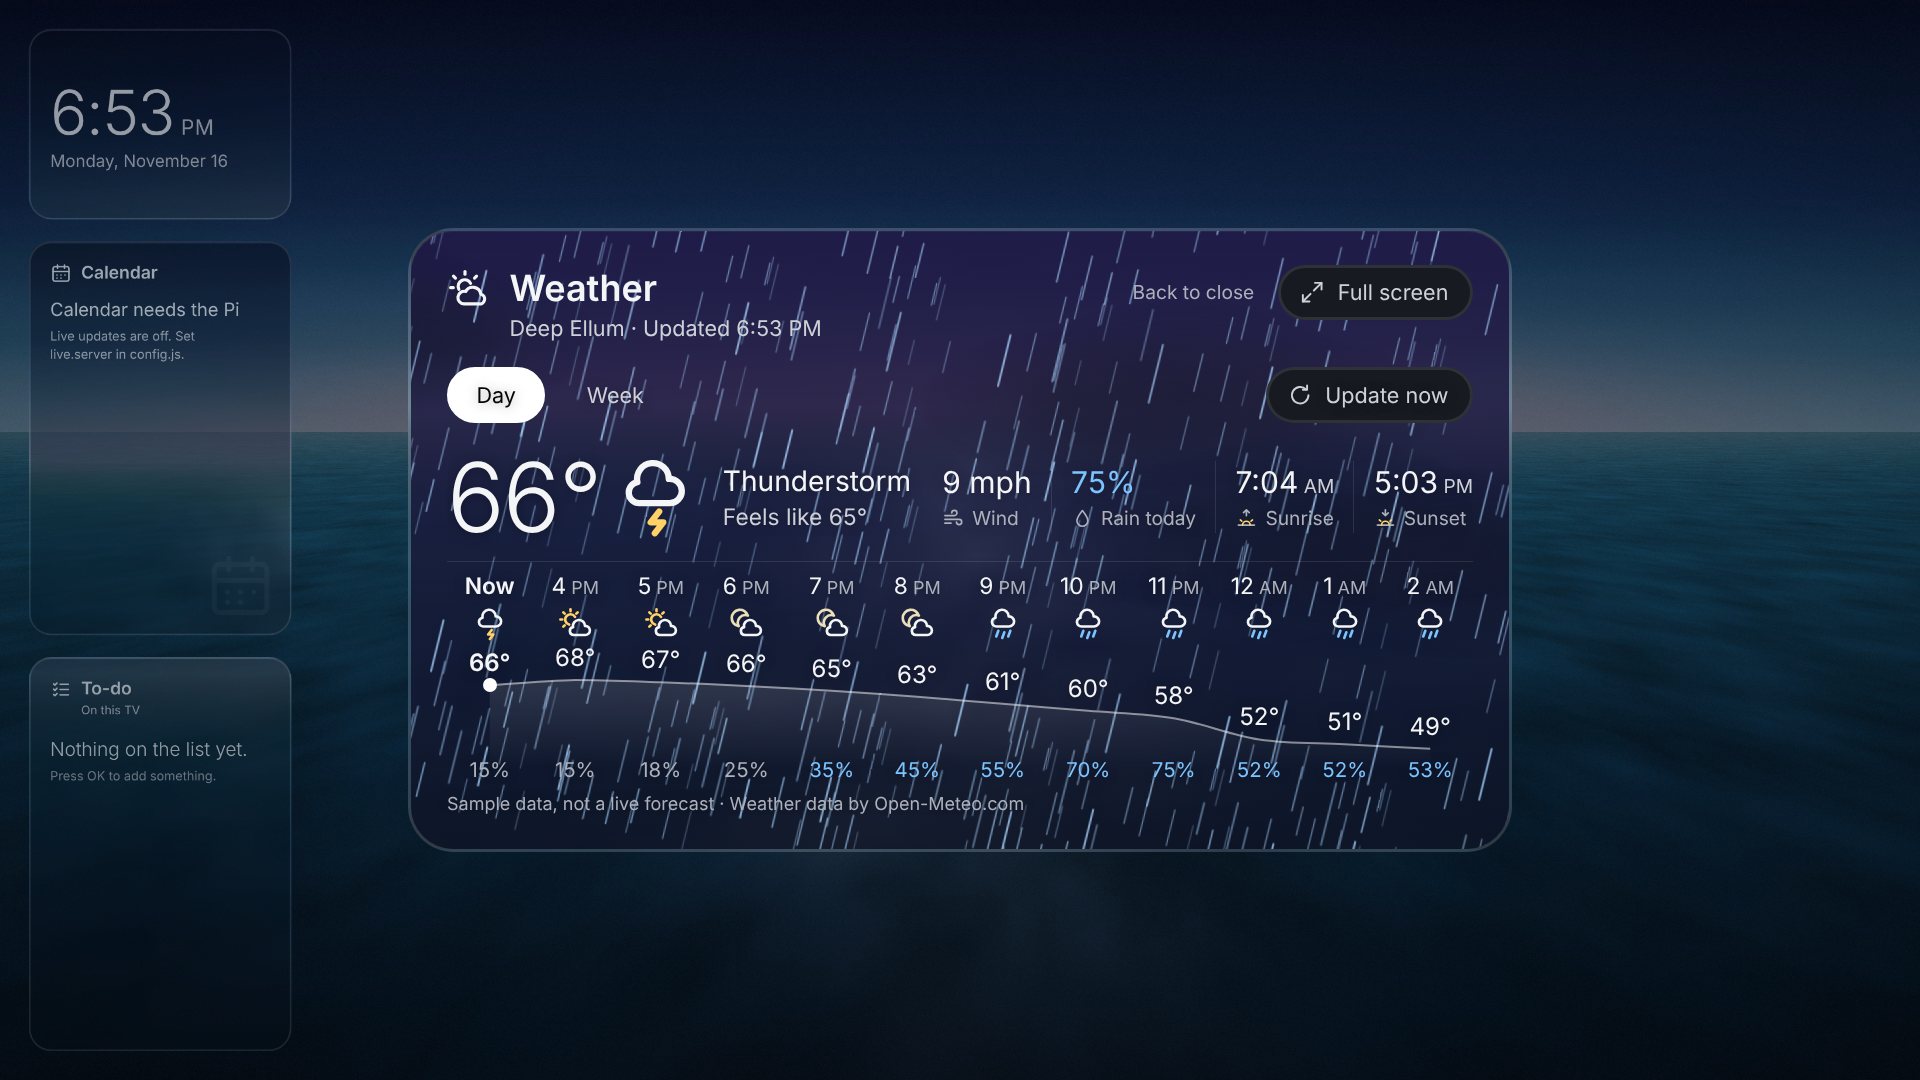 6:53 PM
Monday, November 16
Calendar
Calendar needs the Pi
Live updates are off. Set
live.server in config.js.
To-do
On this TV
Nothing on the list yet.
Press OK to add something.
Weather
Deep Ellum · Updated 6:53 PM
Back to close
Full screen
Day
Week
Update now
66°
Thunderstorm
Feels like 65°
9 mph
Wind
75%
Rain today
7:04 AM
Sunrise
5:03 PM
Sunset
Now 4 PM 5 PM 6 PM 7 PM 8 PM 9 PM 10 PM 11 PM 12 AM 1 AM 2 AM
66° 68° 67° 66° 65° 63° 61° 60° 58° 52° 51° 49°
15% 15% 18% 25% 35% 45% 55% 70% 75% 52% 52% 53%
Sample data, not a live forecast · Weather data by Open-Meteo.com